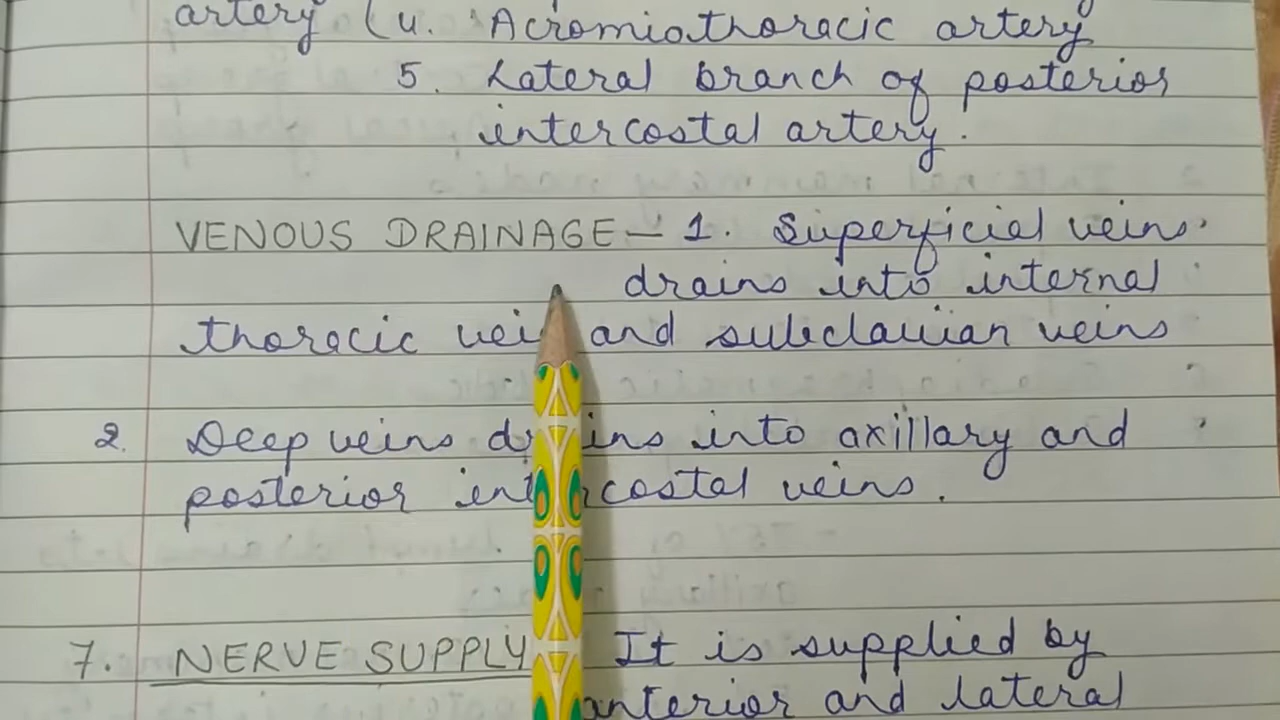 artery ( 4. Acromiothoracic artery
5. Lateral branch of posterior
intercostal artery.
VENOUS DRAINAGE - 1. Superficial veins
drains into internal
thoracic vein and subclavian veins
2. Deep veins drains into axillary and
posterior intercostal veins.
7. NERVE SUPPLY It is supplied by
anterior and lateral